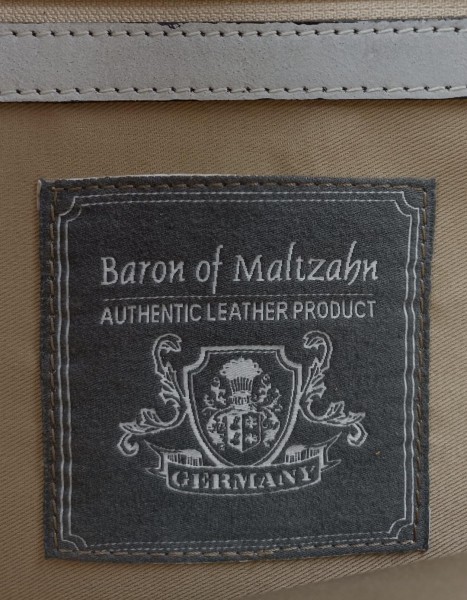 Baron of Maltzahn
AUTHENTIC LEATHER PRODUCT
GERMANY